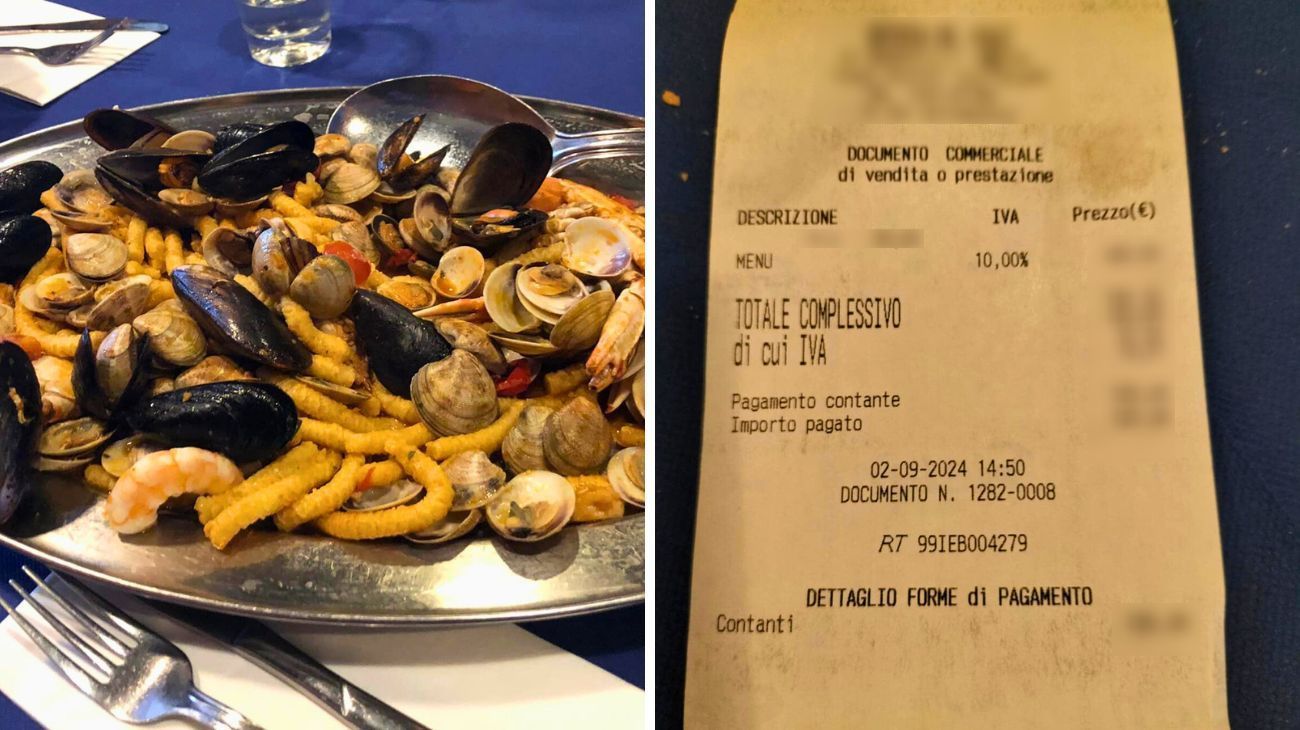 DOCUMENTO COMMERCIALE
di vendita o prestazione
DESCRIZIONE IVA Prezzo(€)
MENU 10,00%
TOTALE COMPLESSIVO
di cui IVA
Pagamento contante
Importo pagato
02-09-2024 14:50
DOCUMENTO N. 1282-0008
RT 99IEB004279
DETTAGLIO FORME di PAGAMENTO
Contanti